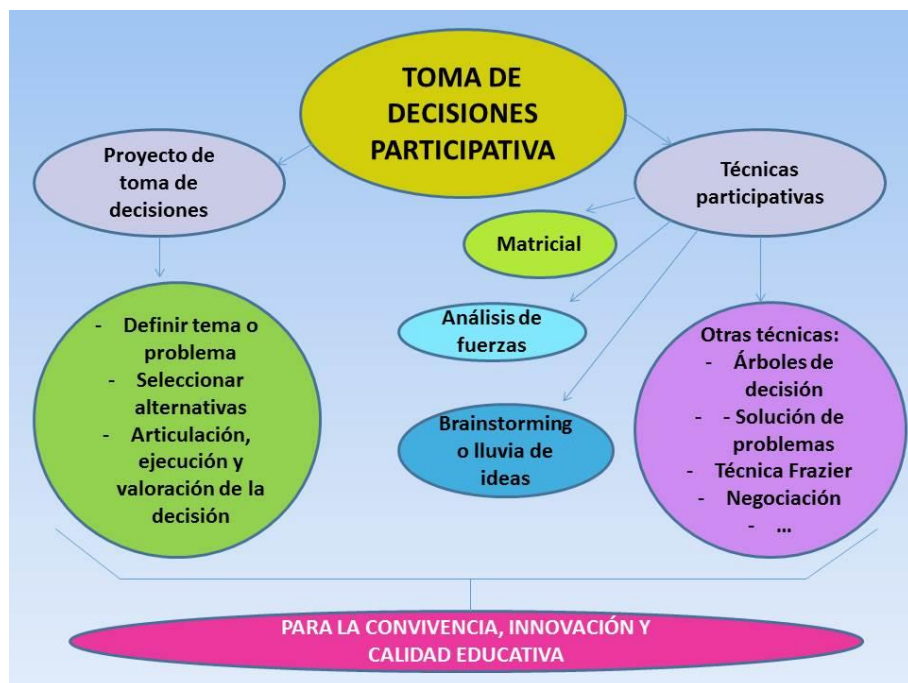 TOMA DE
DECISIONES
PARTICIPATIVA
Proyecto de
toma de
decisiones
Técnicas
participativas
Matricial
Análisis de
fuerzas
Brainstorming
o lluvia de
ideas
- Definir tema o
problema
- Seleccionar
alternativas
- Articulación,
ejecución y
valoración de la
decisión
Otras técnicas:
- Árboles de
decisión
- - Solución de
problemas
- Técnica Frazier
- Negociación
- ...
PARA LA CONVIVENCIA, INNOVACIÓN Y
CALIDAD EDUCATIVA